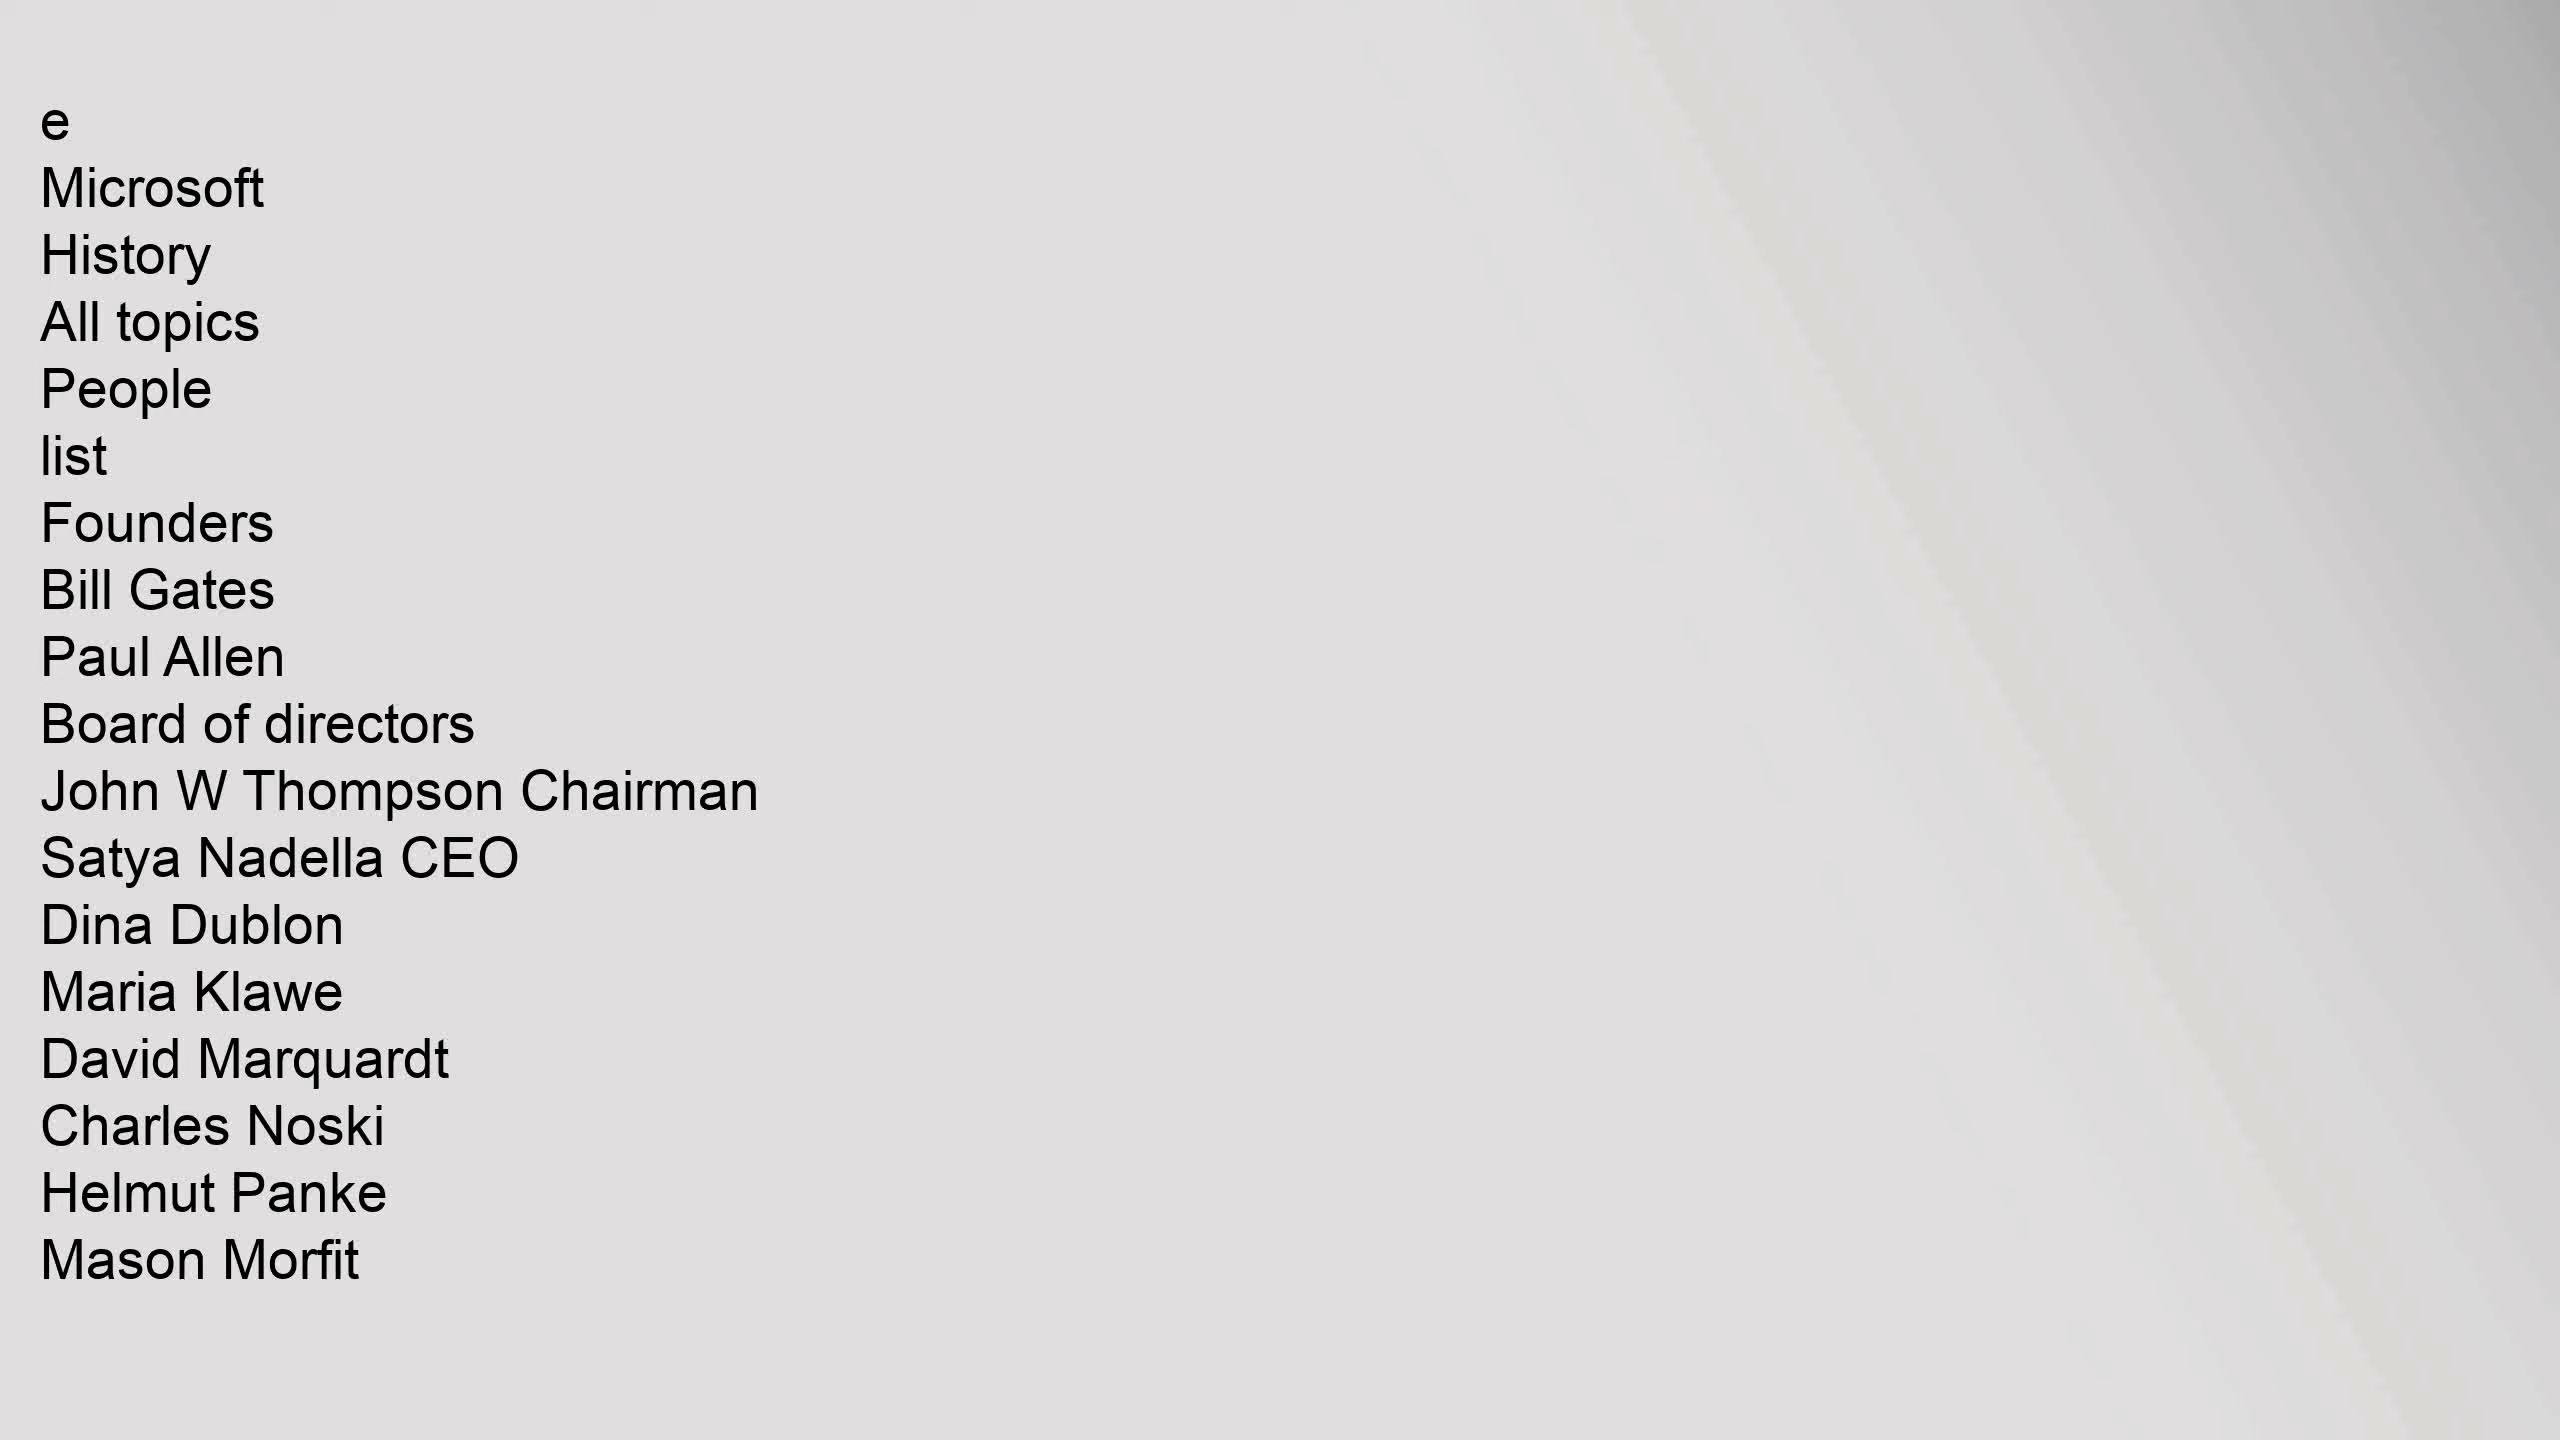 e
Microsoft
History
All topics
People
list
Founders
Bill Gates
Paul Allen
Board of directors
John W Thompson Chairman
Satya Nadella CEO
Dina Dublon
Maria Klawe
David Marquardt
Charles Noski
Helmut Panke
Mason Morfit